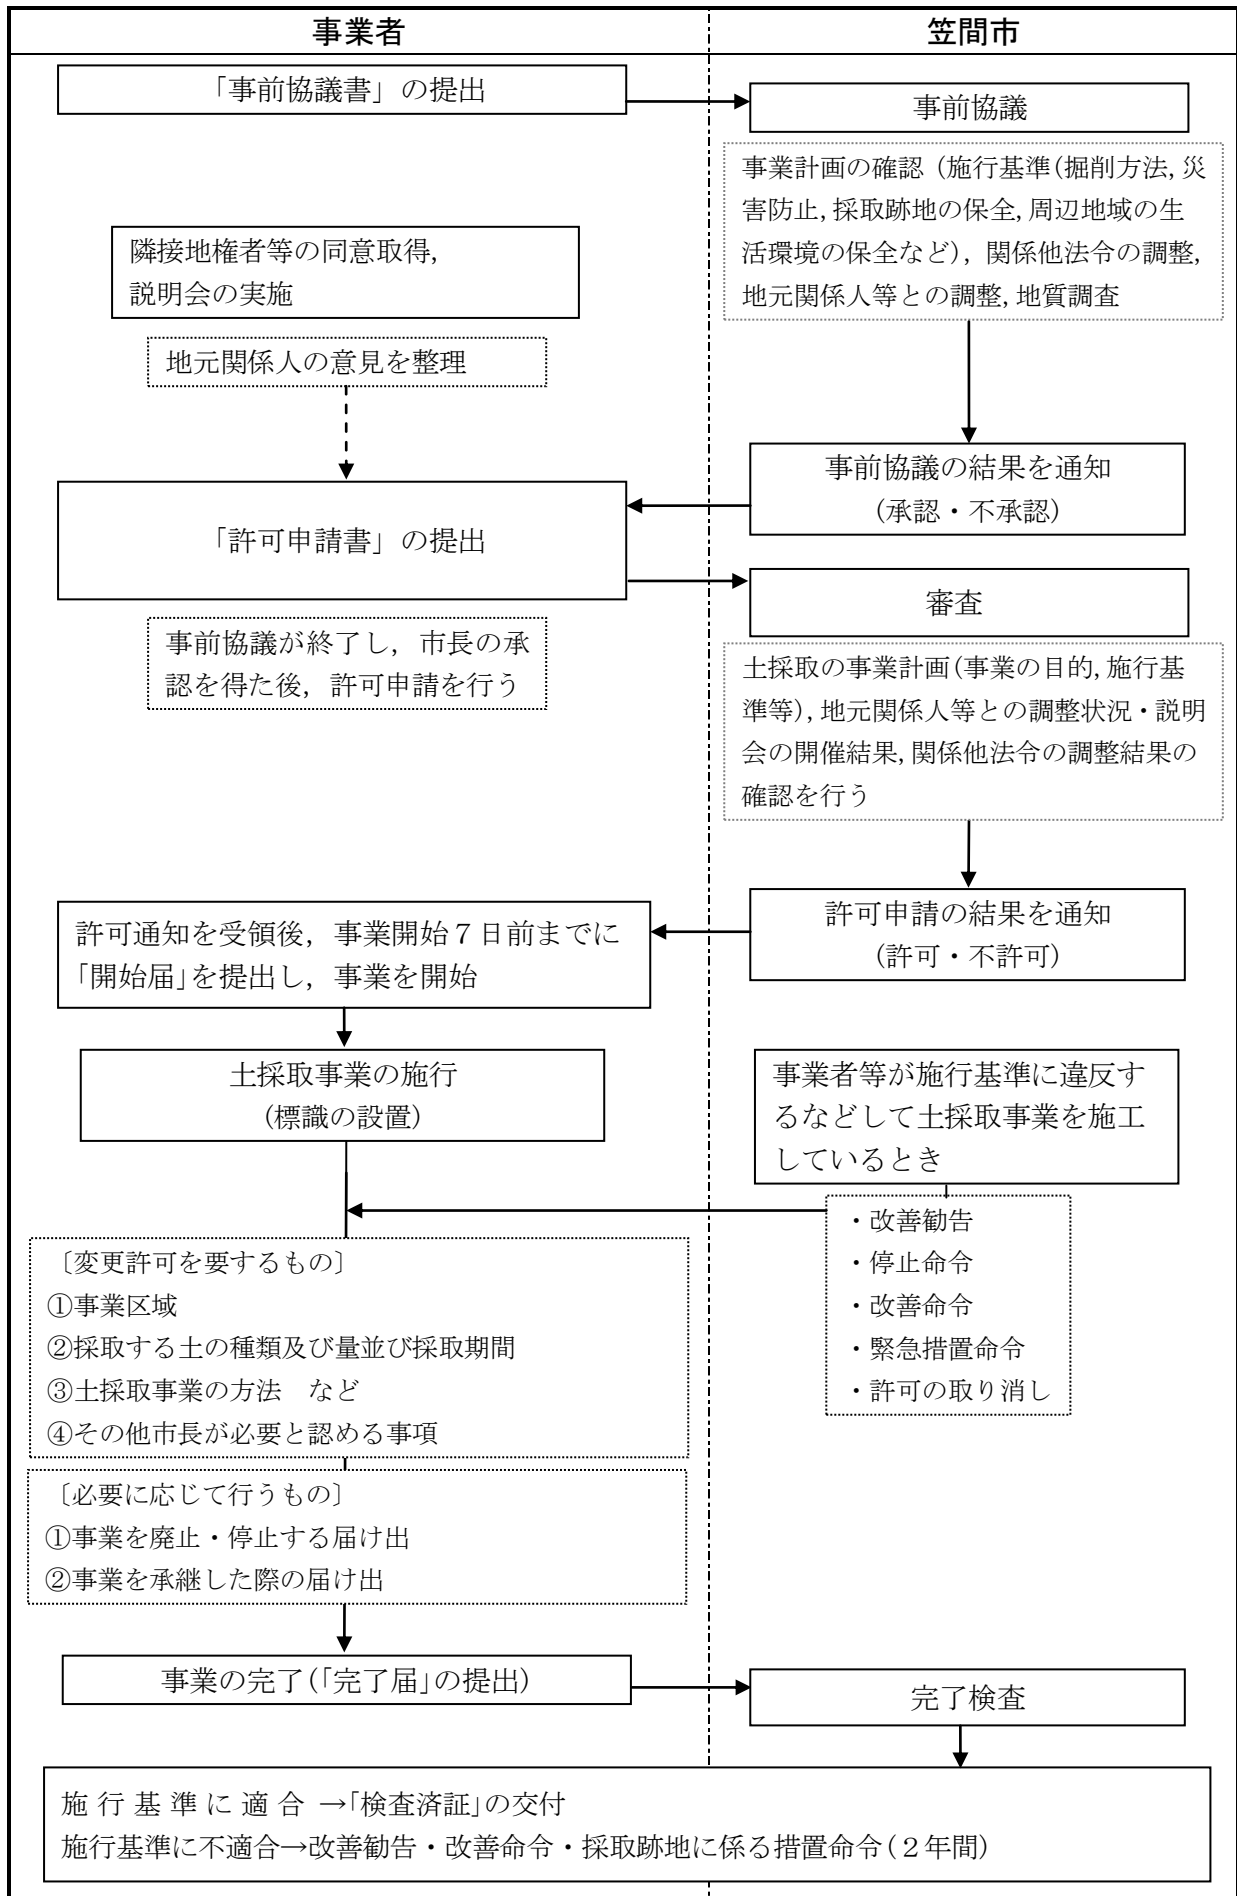 事業者
笠間市
「事前協議書」の提出
事前協議
事業計画の確認（施行基準(掘削方法,災
害防止,採取跡地の保全,周辺地域の生
活環境の保全など)，関係他法令の調整,
地元関係人等との調整,地質調査
隣接地権者等の同意取得,
説明会の実施
地元関係人の意見を整理
事前協議の結果を通知
（承認・不承認）
「許可申請書」の提出
審査
事前協議が終了し，市長の承
認を得た後，許可申請を行う
土採取の事業計画(事業の目的,施行基
準等),地元関係人等との調整状況・説明
会の開催結果,関係他法令の調整結果の
確認を行う
許可申請の結果を通知
（許可・不許可）
許可通知を受領後，事業開始７日前までに
「開始届」を提出し，事業を開始
土採取事業の施行
（標識の設置）
事業者等が施行基準に違反す
るなどして土採取事業を施工
しているとき
・改善勧告
・停止命令
・改善命令
・緊急措置命令
・許可の取り消し
〔変更許可を要するもの〕
①事業区域
②採取する土の種類及び量並び採取期間
③土採取事業の方法　など
④その他市長が必要と認める事項
〔必要に応じて行うもの〕
①事業を廃止・停止する届け出
②事業を承継した際の届け出
事業の完了(「完了届」の提出)
完了検査
施 行 基 準 に 適 合 →「検査済証」の交付
施行基準に不適合→改善勧告・改善命令・採取跡地に係る措置命令(２年間)